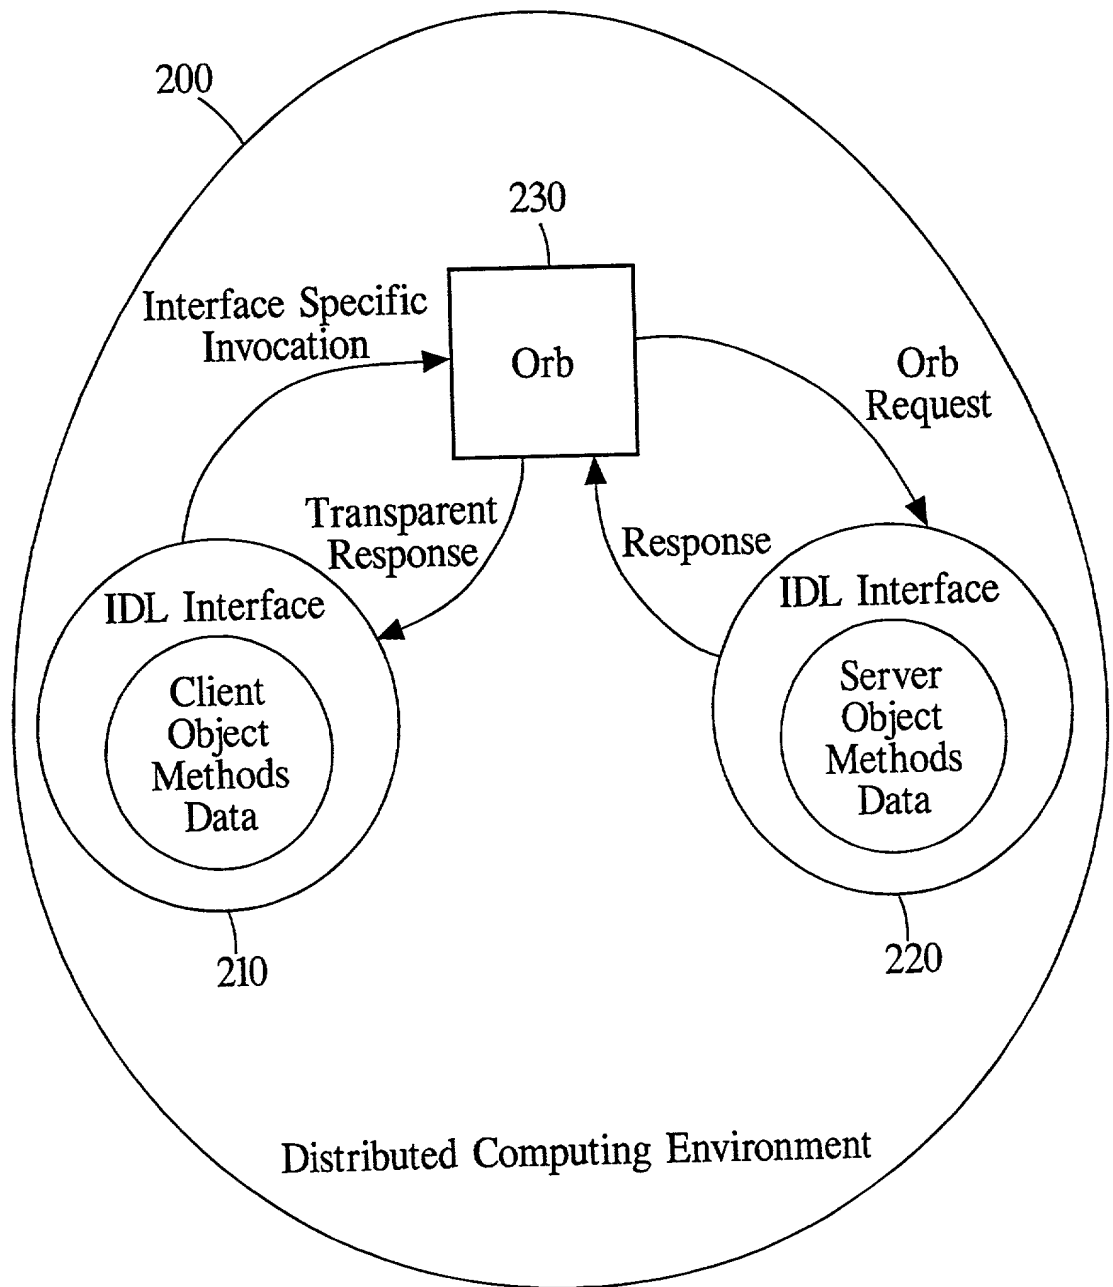 200
230
Interface Specific
Invocation
Orb
Orb
Request
Transparent
Response
Response
IDL Interface
Client
Object
Methods
Data
IDL Interface
Server
Object
Methods
Data
210
220
Distributed Computing Environment